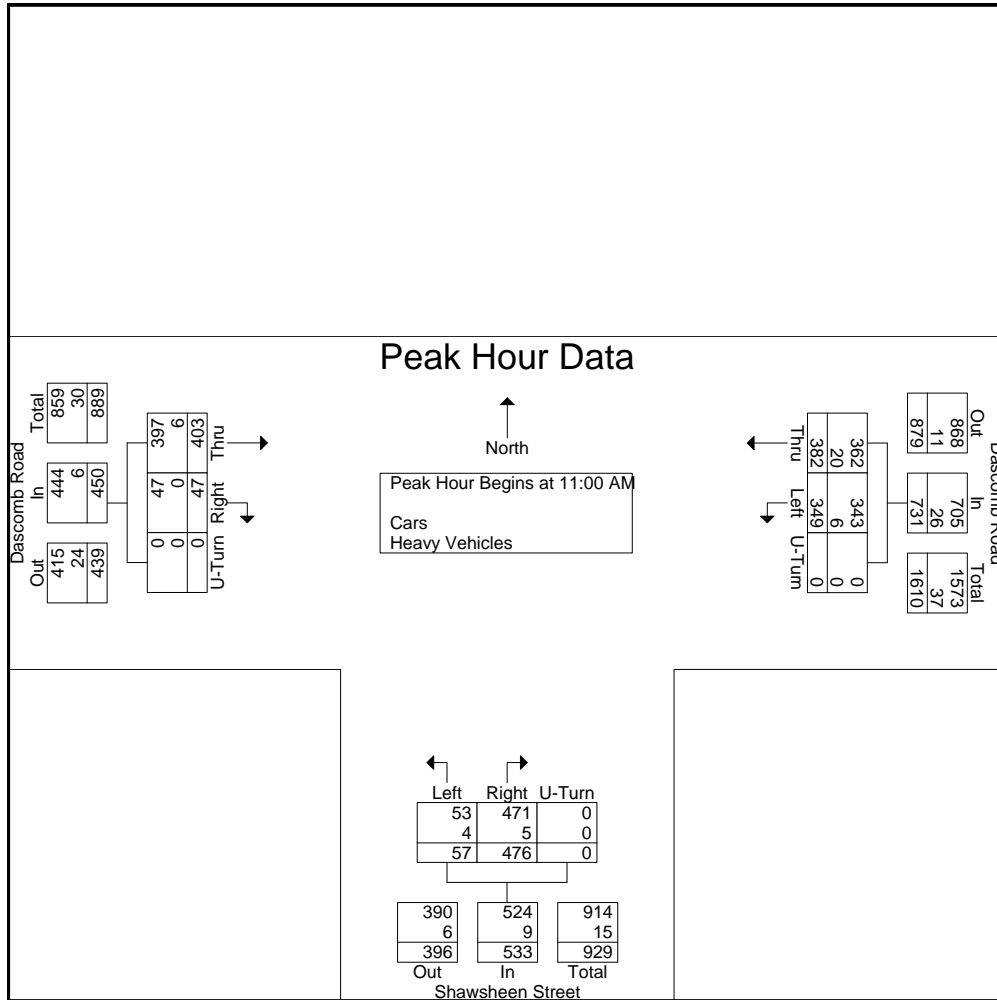 Peak Hour Data
North
Peak Hour Begins at 11:00 AM
Cars
Heavy Vehicles
Dascomb Road
Total In Out
859 444 415
30 6 24
889 450 439
Thru Right U-Turn
397 47 0
6 0 0
403 47 0
Dascomb Road
Out In Total
868 705 1573
11 26 37
879 731 1610
Thru Left U-Turn
362 343 0
20 6 0
382 349 0
Left Right U-Turn
53 471 0
4 5 0
57 476 0
390 524 914
6 9 15
396 533 929
Out In Total
Shawsheen Street